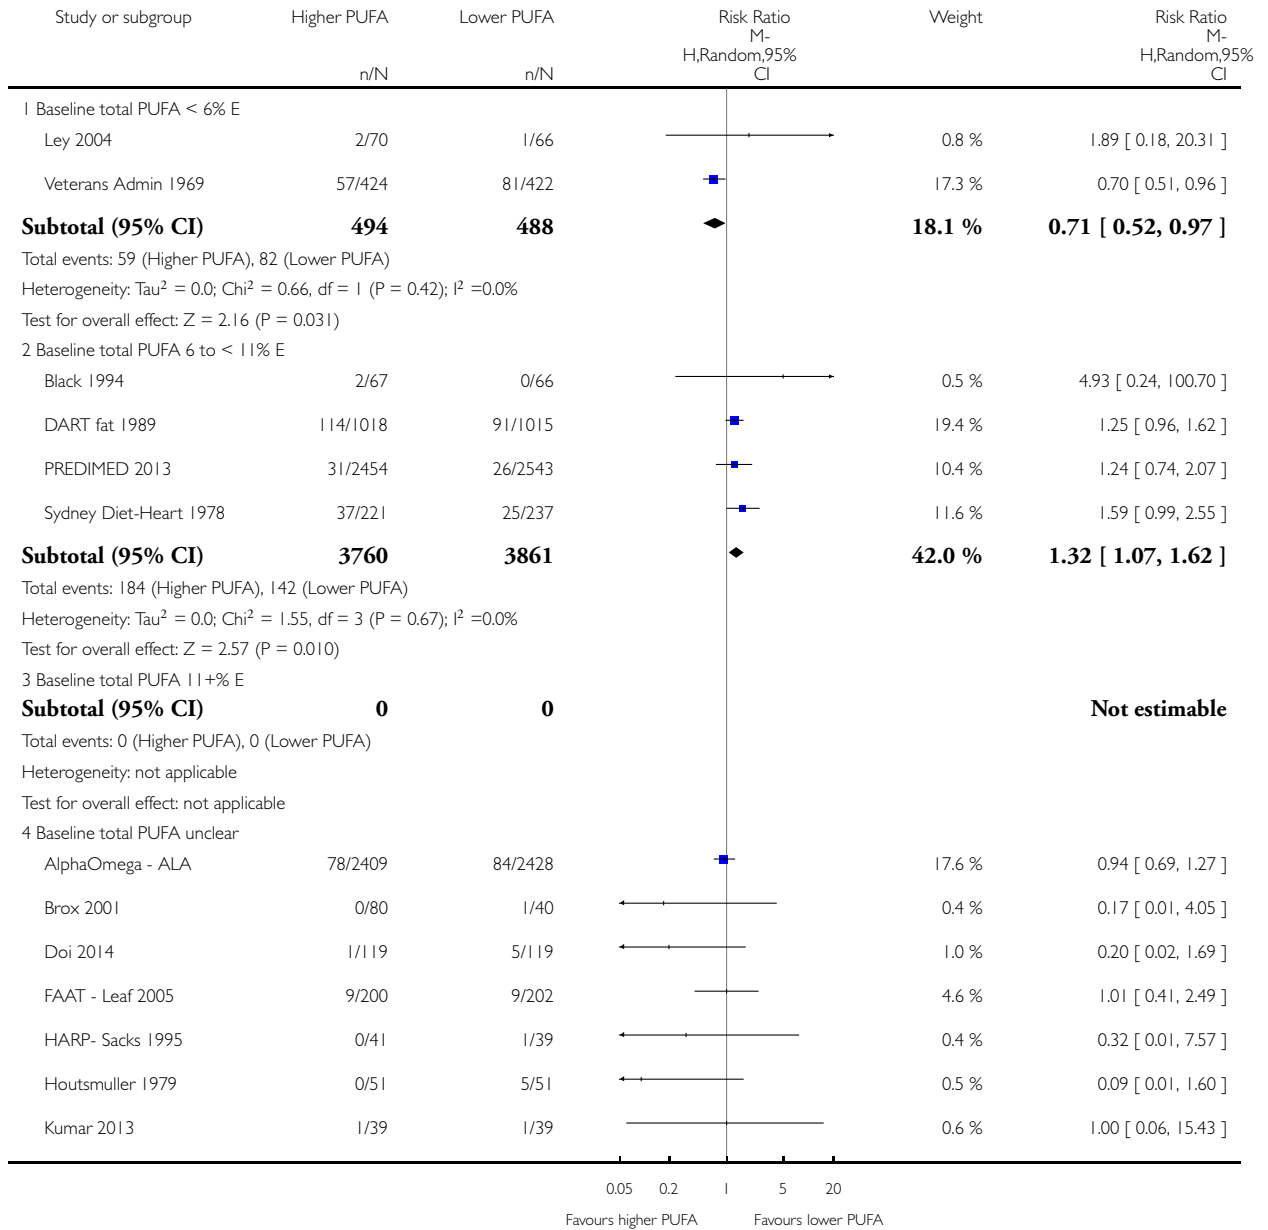 Study or subgroup Higher PUFA Lower PUFA Risk Ratio Weight Risk Ratio
M- M-
H,Random,95% H,Random,95%
n/N n/N CI CI
1 Baseline total PUFA < 6% E
Ley 2004 2/70 1/66 0.8 % 1.89 [ 0.18, 20.31 ]
Veterans Admin 1969 57/424 81/422 17.3 % 0.70 [ 0.51, 0.96 ]
Subtotal (95% CI) 494 488 18.1 % 0.71 [ 0.52, 0.97 ]
Total events: 59 (Higher PUFA), 82 (Lower PUFA)
Heterogeneity: Tau² = 0.0; Chi² = 0.66, df = 1 (P = 0.42); I² =0.0%
Test for overall effect: Z = 2.16 (P = 0.031)
2 Baseline total PUFA 6 to < 11% E
Black 1994 2/67 0/66 0.5 % 4.93 [ 0.24, 100.70 ]
DART fat 1989 114/1018 91/1015 19.4 % 1.25 [ 0.96, 1.62 ]
PREDIMED 2013 31/2454 26/2543 10.4 % 1.24 [ 0.74, 2.07 ]
Sydney Diet-Heart 1978 37/221 25/237 11.6 % 1.59 [ 0.99, 2.55 ]
Subtotal (95% CI) 3760 3861 42.0 % 1.32 [ 1.07, 1.62 ]
Total events: 184 (Higher PUFA), 142 (Lower PUFA)
Heterogeneity: Tau² = 0.0; Chi² = 1.55, df = 3 (P = 0.67); I² =0.0%
Test for overall effect: Z = 2.57 (P = 0.010)
3 Baseline total PUFA 11+% E
Subtotal (95% CI) 0 0 Not estimable
Total events: 0 (Higher PUFA), 0 (Lower PUFA)
Heterogeneity: not applicable
Test for overall effect: not applicable
4 Baseline total PUFA unclear
AlphaOmega - ALA 78/2409 84/2428 17.6 % 0.94 [ 0.69, 1.27 ]
Brox 2001 0/80 1/40 0.4 % 0.17 [ 0.01, 4.05 ]
Doi 2014 1/119 5/119 1.0 % 0.20 [ 0.02, 1.69 ]
FAAT - Leaf 2005 9/200 9/202 4.6 % 1.01 [ 0.41, 2.49 ]
HARP- Sacks 1995 0/41 1/39 0.4 % 0.32 [ 0.01, 7.57 ]
Houtsmuller 1979 0/51 5/51 0.5 % 0.09 [ 0.01, 1.60 ]
Kumar 2013 1/39 1/39 0.6 % 1.00 [ 0.06, 15.43 ]
0.05 0.2 1 5 20
Favours higher PUFA Favours lower PUFA